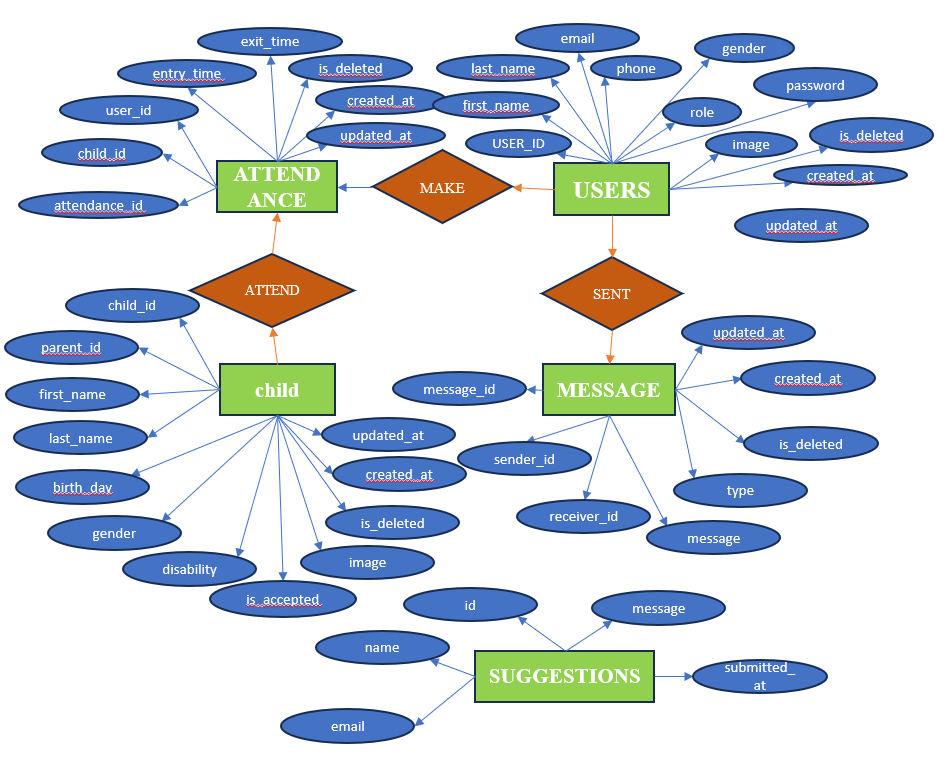 email
exit_time
gender
last_name
phone
is_deleted
entry_time
password
created_at
first_name
user_id
role
updated_at
is_deleted
USER_ID
image
child_id
ATTEND
ANCE
created_at
MAKE
USERS
attendance_id
updated_at
ATTEND
SENT
child_id
updated_at
parent_id
created_at
child
MESSAGE
message_id
first_name
last_name
updated_at
is_deleted
sender_id
created_at
birth_day
type
receiver_id
is_deleted
gender
message
image
disability
is_accepted
id
message
name
SUGGESTIONS
submitted_
at
email